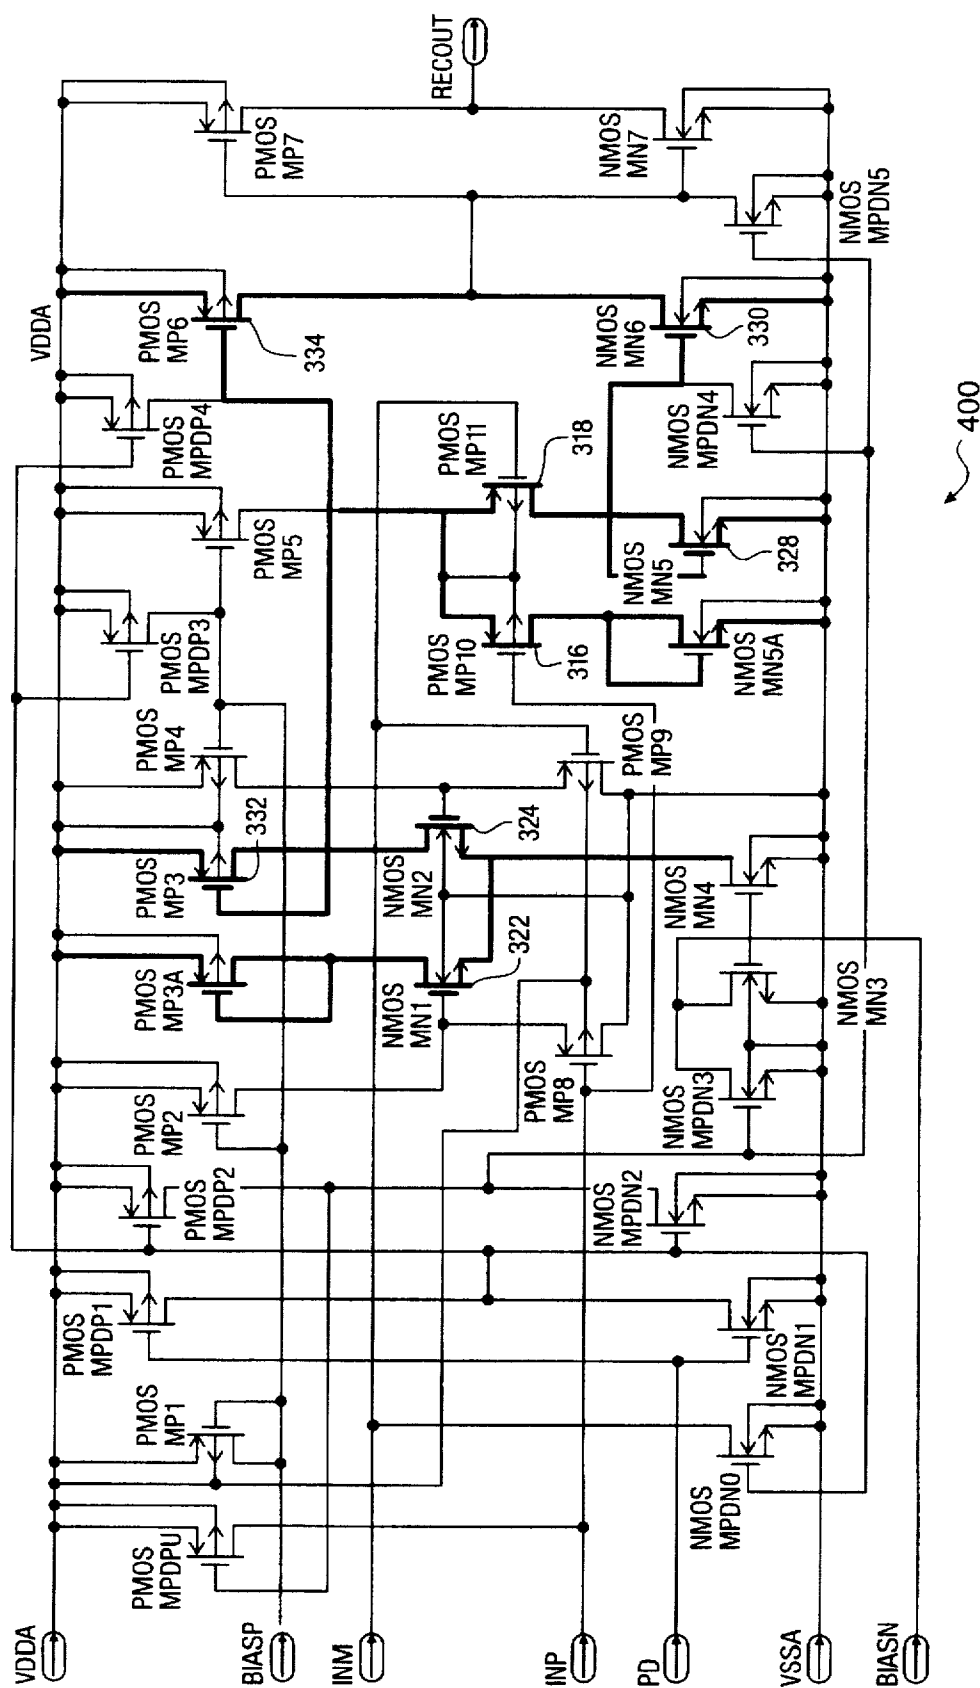 VDDA
BIASP
INM
INP
PD
VSSA
BIASN
PMOS
MPDPU
PMOS
MP1
PMOS
MPDP1
PMOS
MPDP2
PMOS
MP2
PMOS
MP3A
PMOS
MP3
332
PMOS
MP4
PMOS
MPDP3
PMOS
MP5
PMOS
MPDP4
VDDA
PMOS
MP6
334
PMOS
MP7
RECOUT
NMOS
MN1
322
NMOS
MN2
324
PMOS
MP8
PMOS
MP9
PMOS
MP10
316
PMOS
MP11
318
NMOS
MPDN0
NMOS
MPDN1
NMOS
MPDN2
NMOS
MPDN3
NMOS
MN3
NMOS
MN4
NMOS
MN5A
NMOS
MN5
328
NMOS
MPDN4
NMOS
MN6
330
NMOS
MN7
NMOS
MPDN5
400